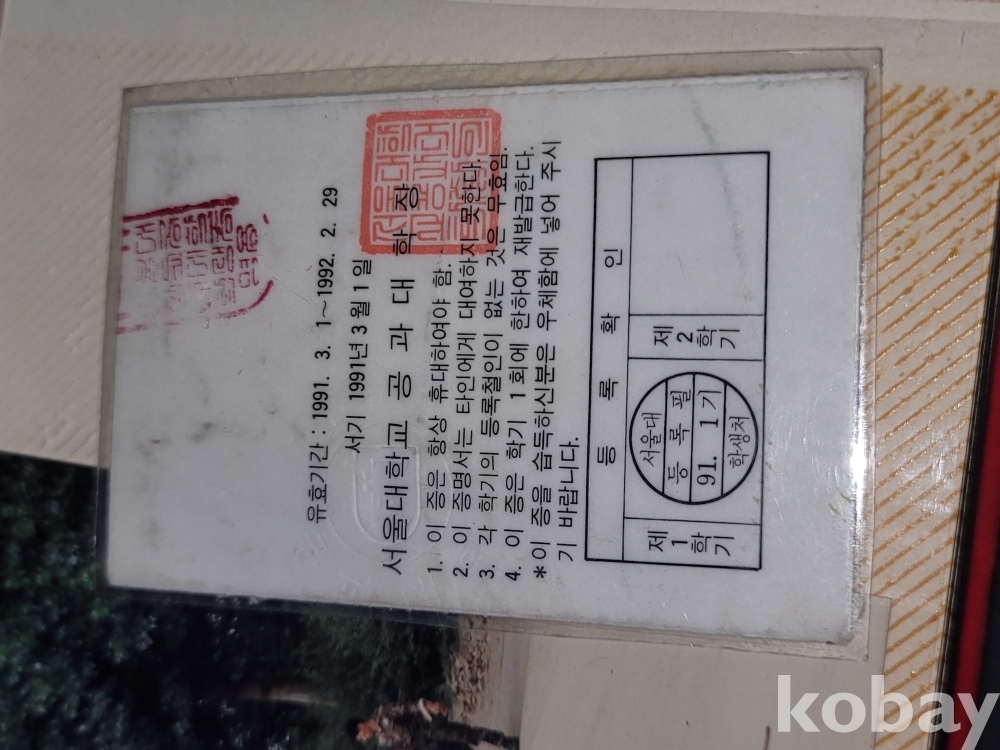 유효기간 : 1991. 3. 1~1992. 2. 29
서기 1991년 3월 1일
서울대학교 공과대학장
1. 이 증은 항상 휴대하여야 함.
2. 이 증명서는 타인에게 대여하지 못한다.
3. 각 학기의 등록철인이 없는 것은 무효임.
4. 이 증은 학기 1회에 한하여 재발급한다.
*이 증을 습득하신분은 우체함에 넣어 주시
기 바랍니다.
등록확인
제1학기
서울대
등록필
91. 1기
학생처
제2학기
kobay